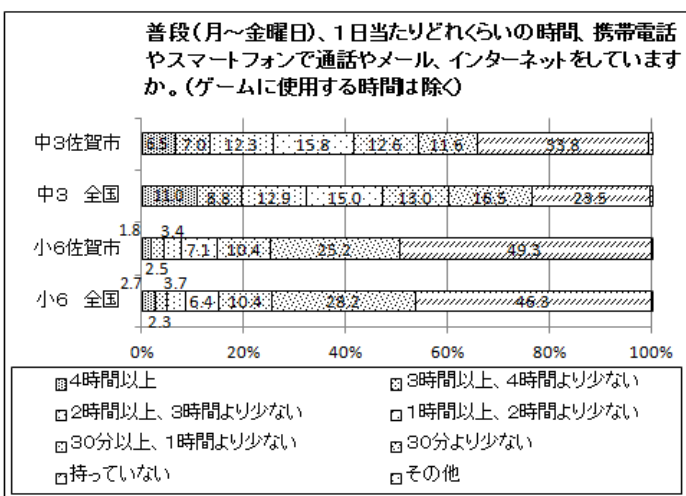 普段(月～金曜日)、1日当たりどれくらいの時間、携帯電話
やスマートフォンで通話やメール、インターネットをしています
か。(ゲームに使用する時間は除く)
中3佐賀市 6.5 7.0 12.3 15.8 12.6 11.6 33.8
中3 全国 11.0 8.8 12.9 15.0 13.0 16.5 23.5
1.8 3.4
小6佐賀市 7.1 10.4 25.2 49.3
2.5
2.7 3.7
小6 全国 6.4 10.4 28.2 46.3
2.3
0% 20% 40% 60% 80% 100%
4時間以上 3時間以上、4時間より少ない
2時間以上、3時間より少ない 1時間以上、2時間より少ない
30分以上、1時間より少ない 30分より少ない
持っていない その他